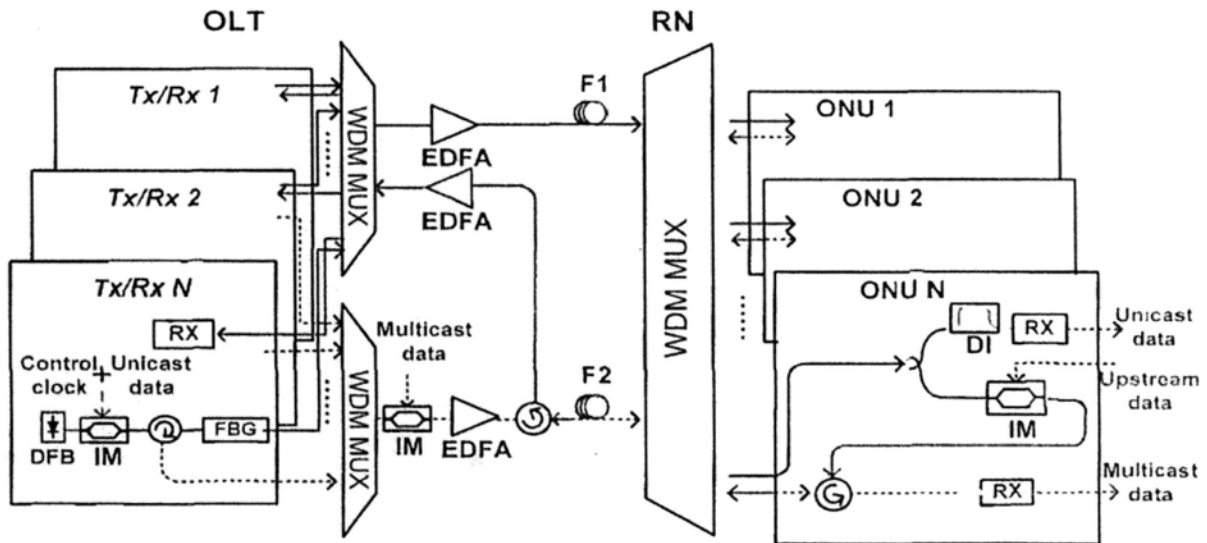 OLT
RN
Tx/Rx 1
Tx/Rx 2
Tx/Rx N
RX
Control
clock
+
Unicast
data
DFB
IM
FBG
WDM MUX
WDM MUX
EDFA
EDFA
Multicast
data
IM
EDFA
F1
F2
WDM MUX
ONU 1
ONU 2
ONU N
DI
RX
Unicast
data
Upstream
data
IM
RX
Multicast
data